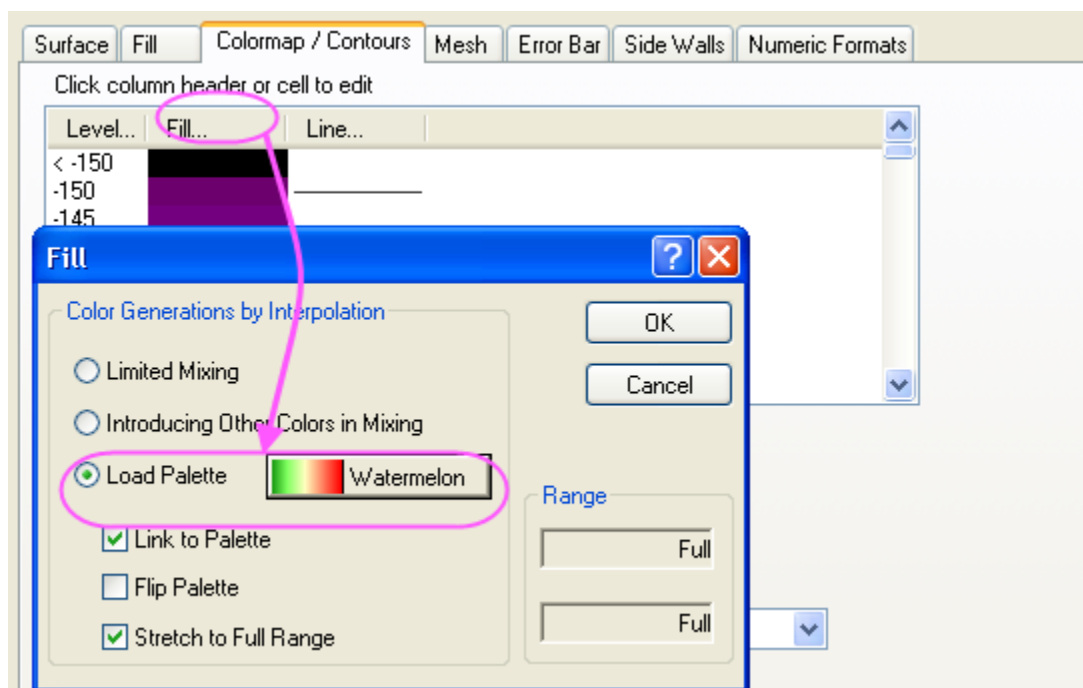 Surface Fill Colormap / Contours Mesh Error Bar Side Walls Numeric Formats
Click column header or cell to edit
Level... Fill... Line...
< -150
-150
-145
Fill
Color Generations by Interpolation
OK
Limited Mixing
Cancel
Introducing Other Colors in Mixing
Load Palette Watermelon
Range
Link to Palette
Full
Flip Palette
Stretch to Full Range
Full